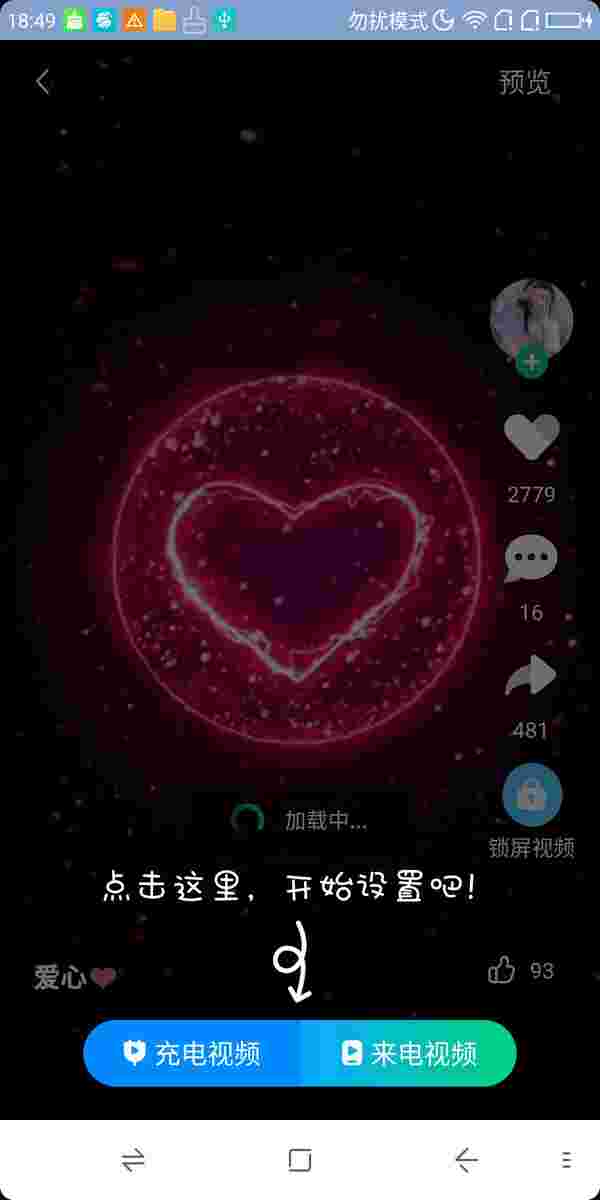 18:49
勿扰模式
预览
2779
16
481
加载中...
锁屏视频
点击这里，开始设置吧！
爱心
93
充电视频
来电视频